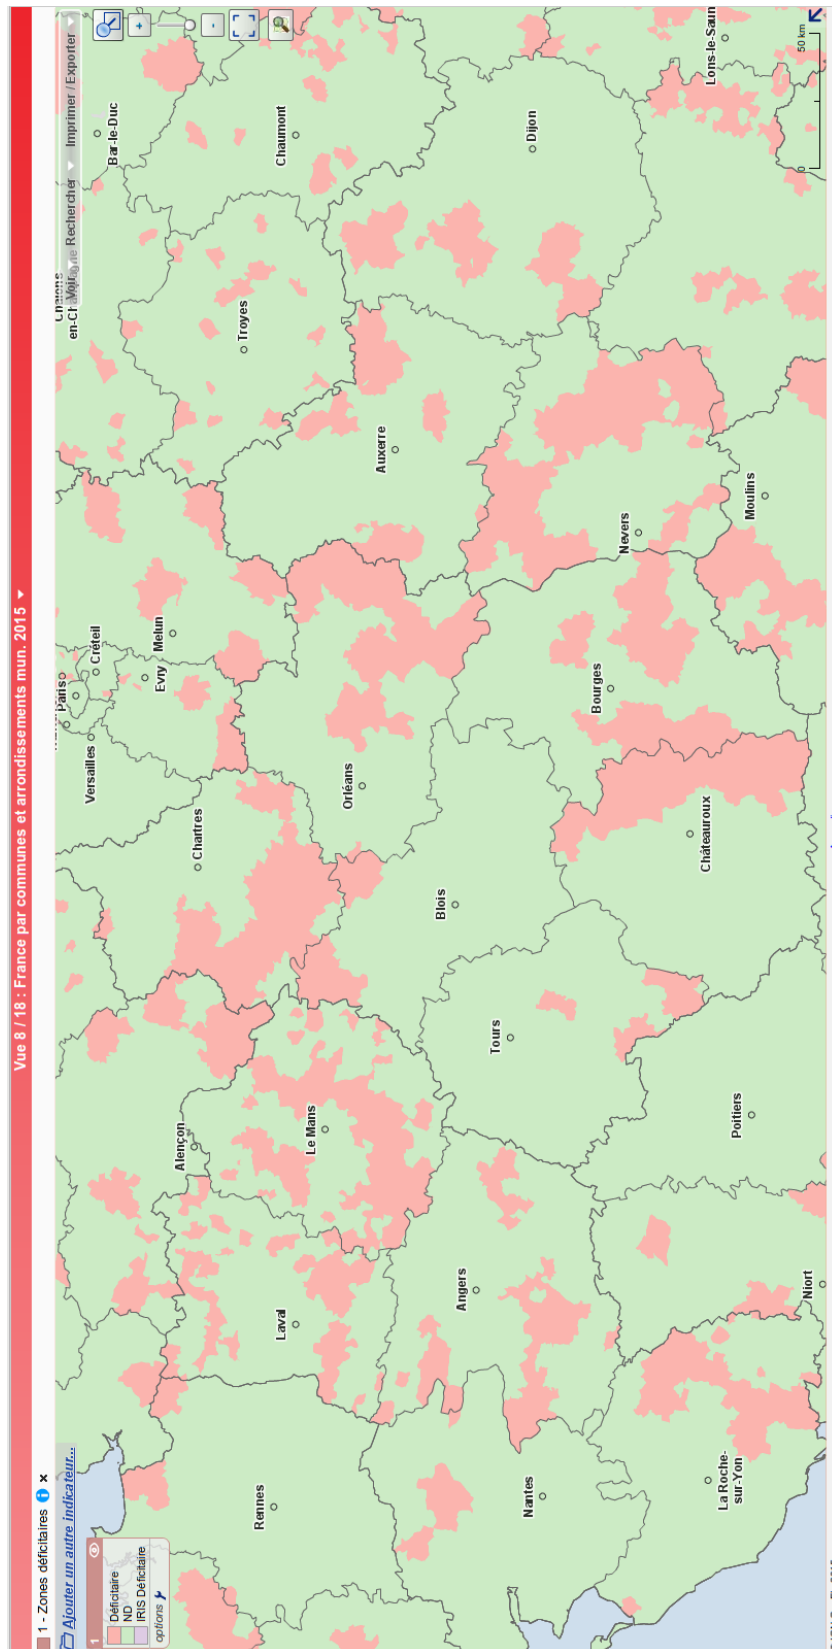 Vue 8 / 18 : France par communes et arrondissements mun. 2015
1 - Zones déficitaires
Ajouter un autre indicateur...
Voir
Rechercher
Imprimer / Exporter
1
Déficitaire
ND
IRIS Déficitaire
options
+
-
Paris
Créteil
Versailles
Evry
Melun
en-Ch
Bar-le-Duc
Alençon
Chartres
Troyes
Chaumont
Rennes
Laval
Le Mans
Orléans
Auxerre
Angers
Tours
Blois
Dijon
Nantes
Bourges
Nevers
La Roche-
sur-Yon
Niort
Poitiers
Châteauroux
Moulins
Lons-le-Saun
0
50 km